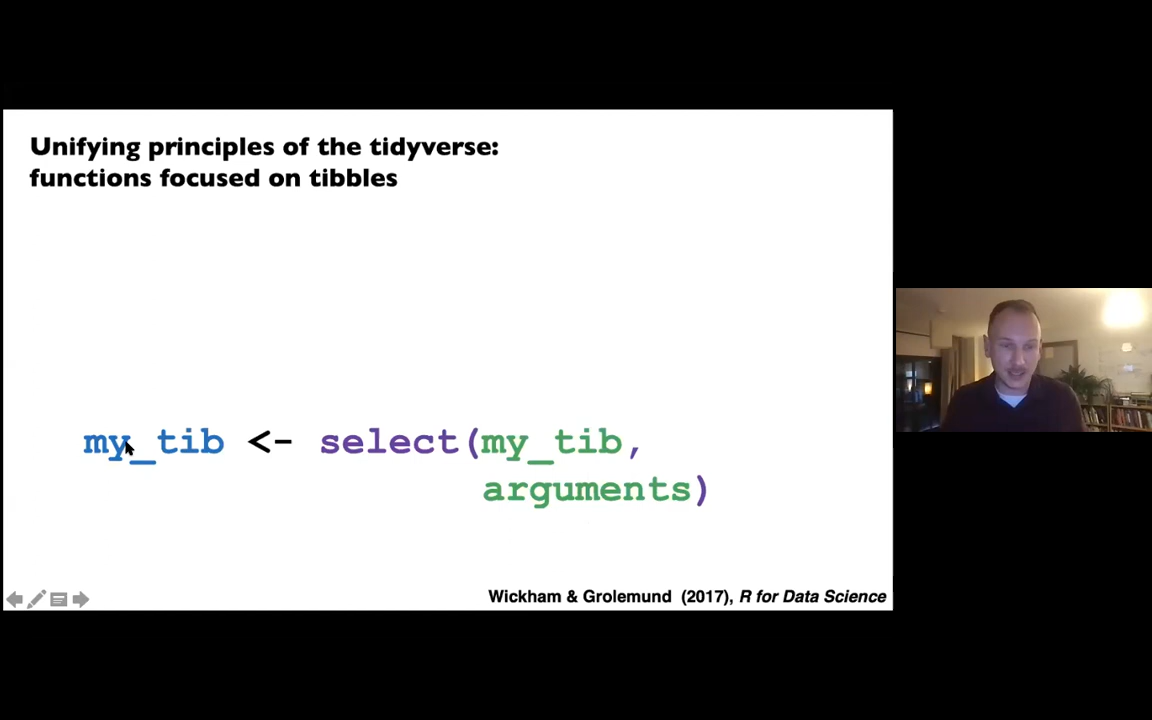 Unifying principles of the tidyverse:
functions focused on tibbles
my_tib <- select(my_tib,
arguments)
Wickham & Grolemund (2017), R for Data Science